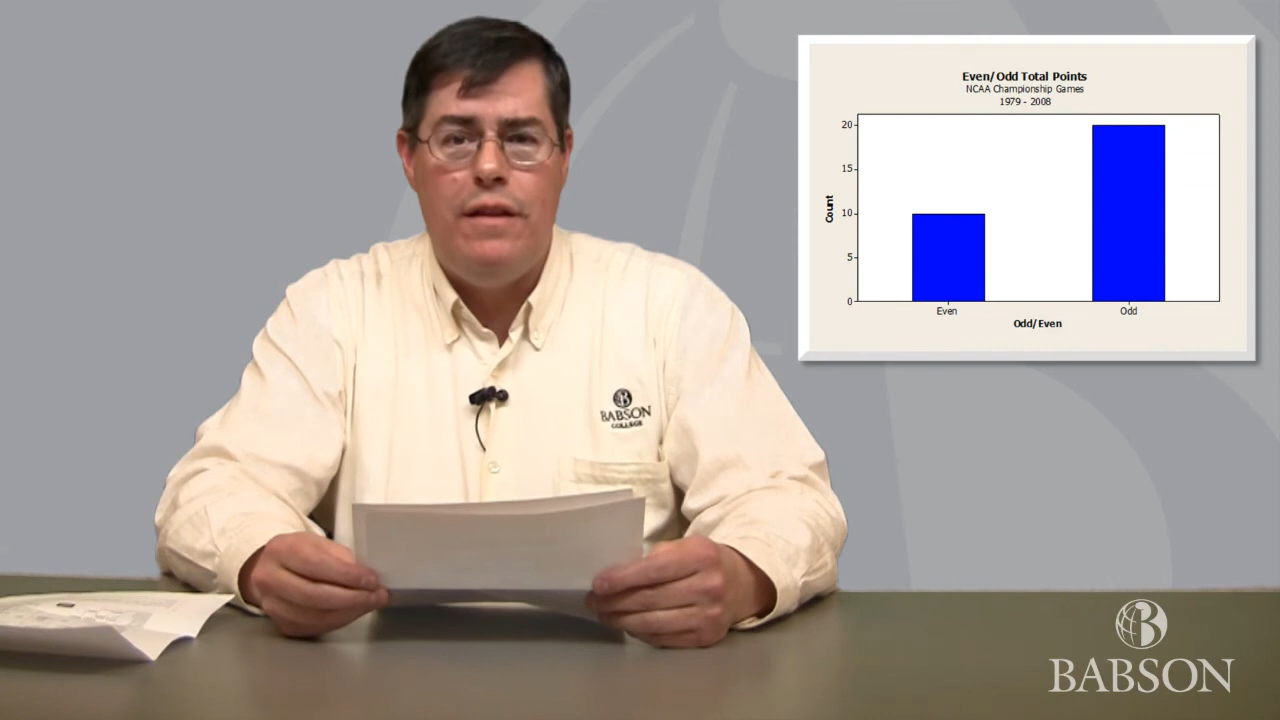 Even/Odd Total Points
NCAA Championship Games
1979 - 2008
20
15
10
5
0
Count
Even
Odd
Odd/Even
BABSON
COLLEGE
BABSON